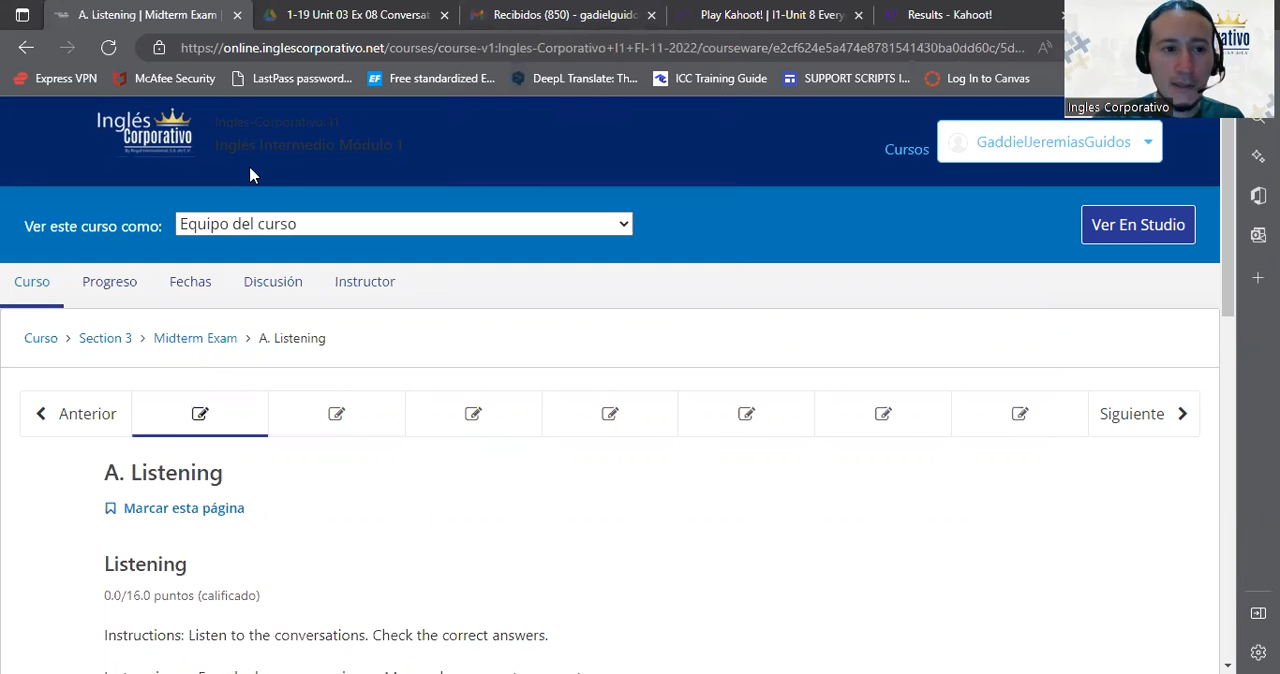 A. Listening | Midterm Exam
1-19 Unit 03 Ex 08 Conversat
Recibidos (850) - gadielguido
Play Kahoot! | I1-Unit 8 Every
Results - Kahoot!
https://online.inglescorporativo.net/courses/course-v1:Ingles-Corporativo+I1+FI-11-2022/courseware/e2cf624e5a474e8781541430ba0dd60c/5d...
Express VPN
McAfee Security
LastPass password...
Free standardized E...
DeepL Translate: Th...
ICC Training Guide
SUPPORT SCRIPTS I...
Log In to Canvas
Ingles Corporativo
Inglés
Corporativo
Ingles-Corporativo: I1
Inglés Intermedio Módulo 1
Cursos
GaddielJeremiasGuidos
Ver este curso como:
Equipo del curso
Ver En Studio
Curso
Progreso
Fechas
Discusión
Instructor
Curso > Section 3 > Midterm Exam > A. Listening
Anterior
Siguiente
A. Listening
Marcar esta página
Listening
0.0/16.0 puntos (calificado)
Instructions: Listen to the conversations. Check the correct answers.